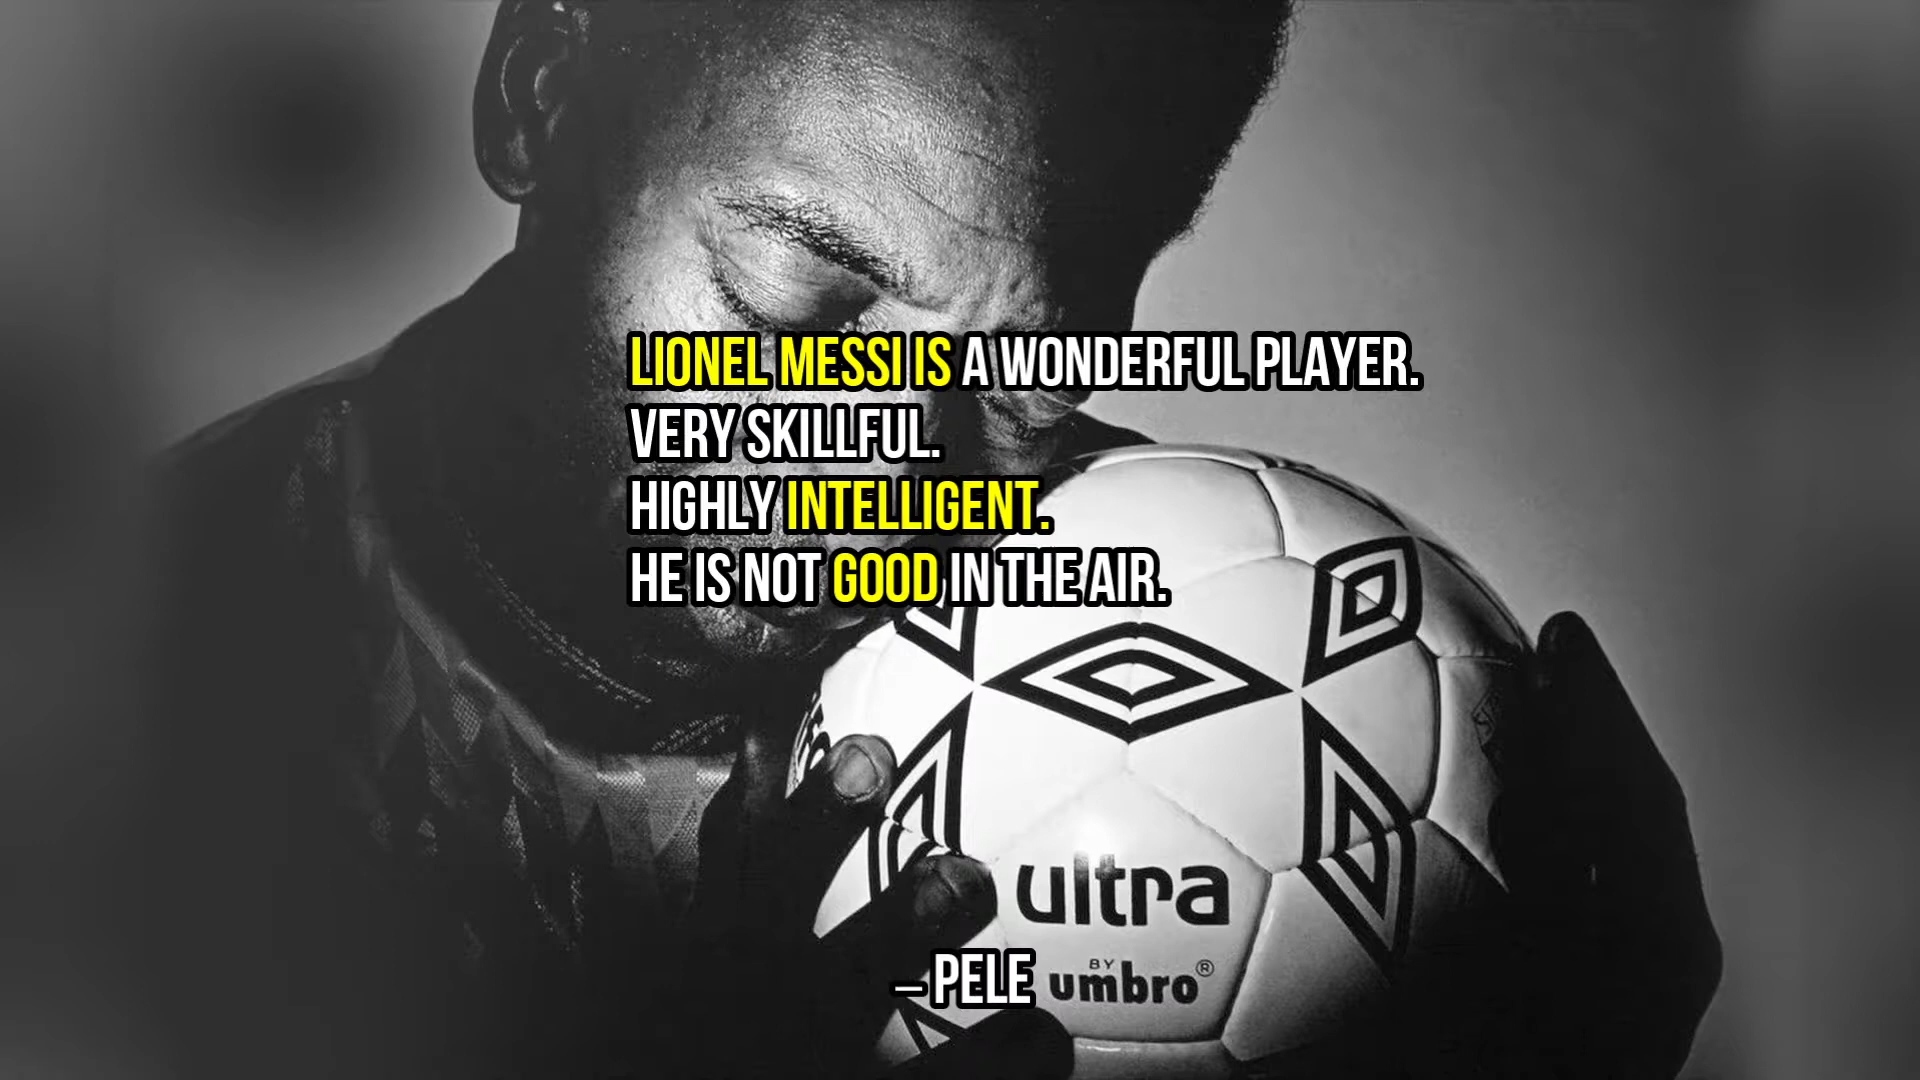 LIONEL MESSI IS A WONDERFUL PLAYER.
VERY SKILLFUL.
HIGHLY INTELLIGENT.
HE IS NOT GOOD IN THE AIR.
ultra
BY
umbro®
– PELE